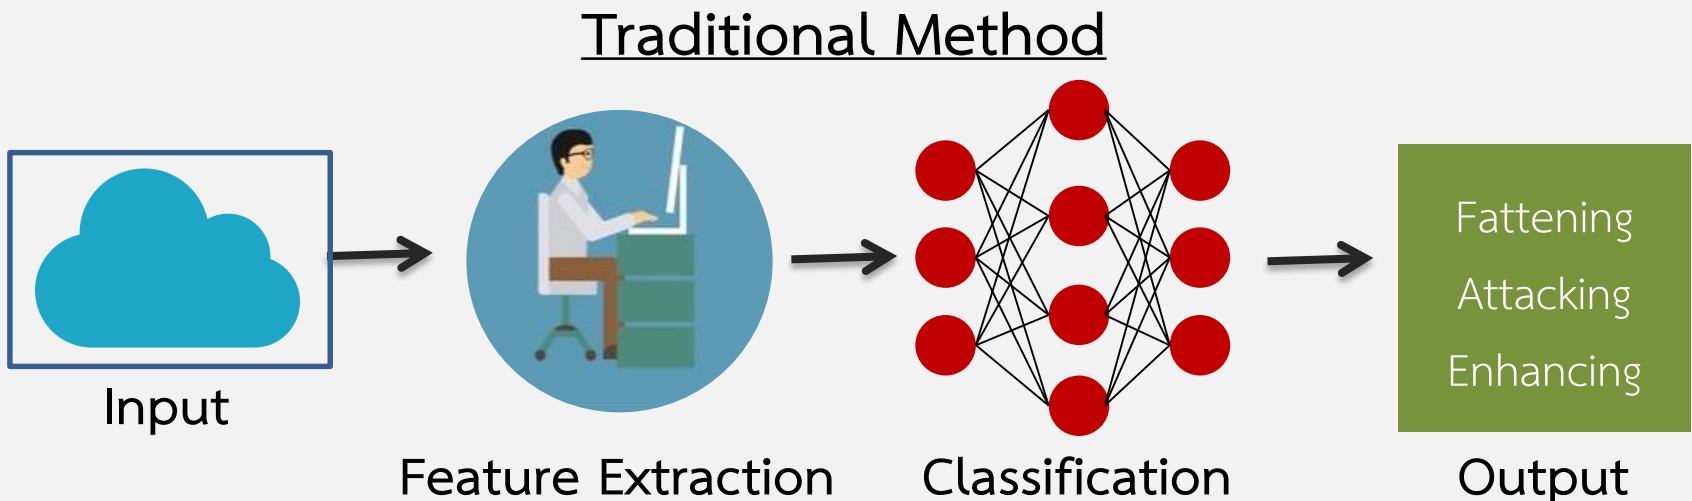 Traditional Method
Fattening
Attacking
Enhancing
Input
Feature Extraction
Classification
Output